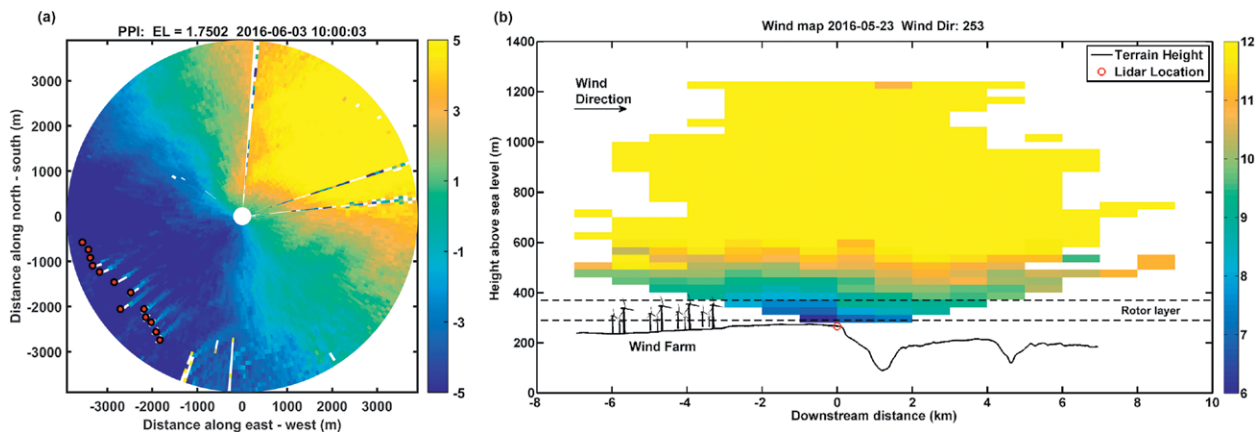 (a)
PPI: EL = 1.7502 2016-06-03 10:00:03
Distance along north - south (m)
3000
2000
1000
0
-1000
-2000
-3000
-3000 -2000 -1000 0 1000 2000 3000
Distance along east - west (m)
5
3
1
-1
-3
-5
(b)
Wind map 2016-05-23 Wind Dir: 253
Height above sea level (m)
1400
1200
1000
800
600
400
200
0
Wind
Direction
Terrain Height
Lidar Location
Rotor layer
Wind Farm
-8 -6 -4 -2 0 2 4 6 8 10
Downstream distance (km)
12
11
10
9
8
7
6